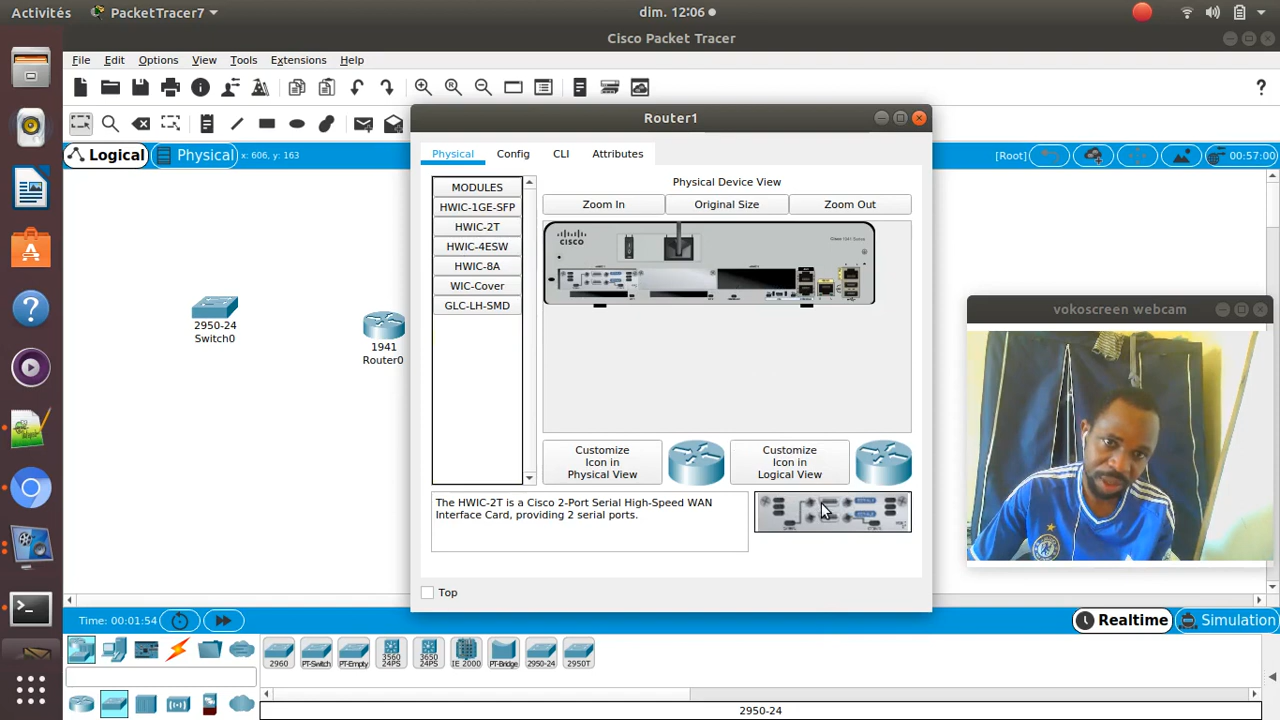 Activités
PacketTracer7
dim. 12:06
Cisco Packet Tracer
File Edit Options View Tools Extensions Help
Logical
Physical
x: 606, y: 163
[Root]
00:57:00
Router1
Physical Config CLI Attributes
MODULES
HWIC-1GE-SFP
HWIC-2T
HWIC-4ESW
HWIC-8A
WIC-Cover
GLC-LH-SMD
Physical Device View
Zoom In
Original Size
Zoom Out
CISCO
Customize
Icon in
Physical View
Customize
Icon in
Logical View
The HWIC-2T is a Cisco 2-Port Serial High-Speed WAN
Interface Card, providing 2 serial ports.
Top
2950-24
Switch0
1941
Router0
vokoscreen webcam
Time: 00:01:54
Realtime
Simulation
2960
PT-Switch
PT-Empty
3560
24PS
3650
24PS
IE 2000
PT-Bridge
2950-24
2950T
2950-24